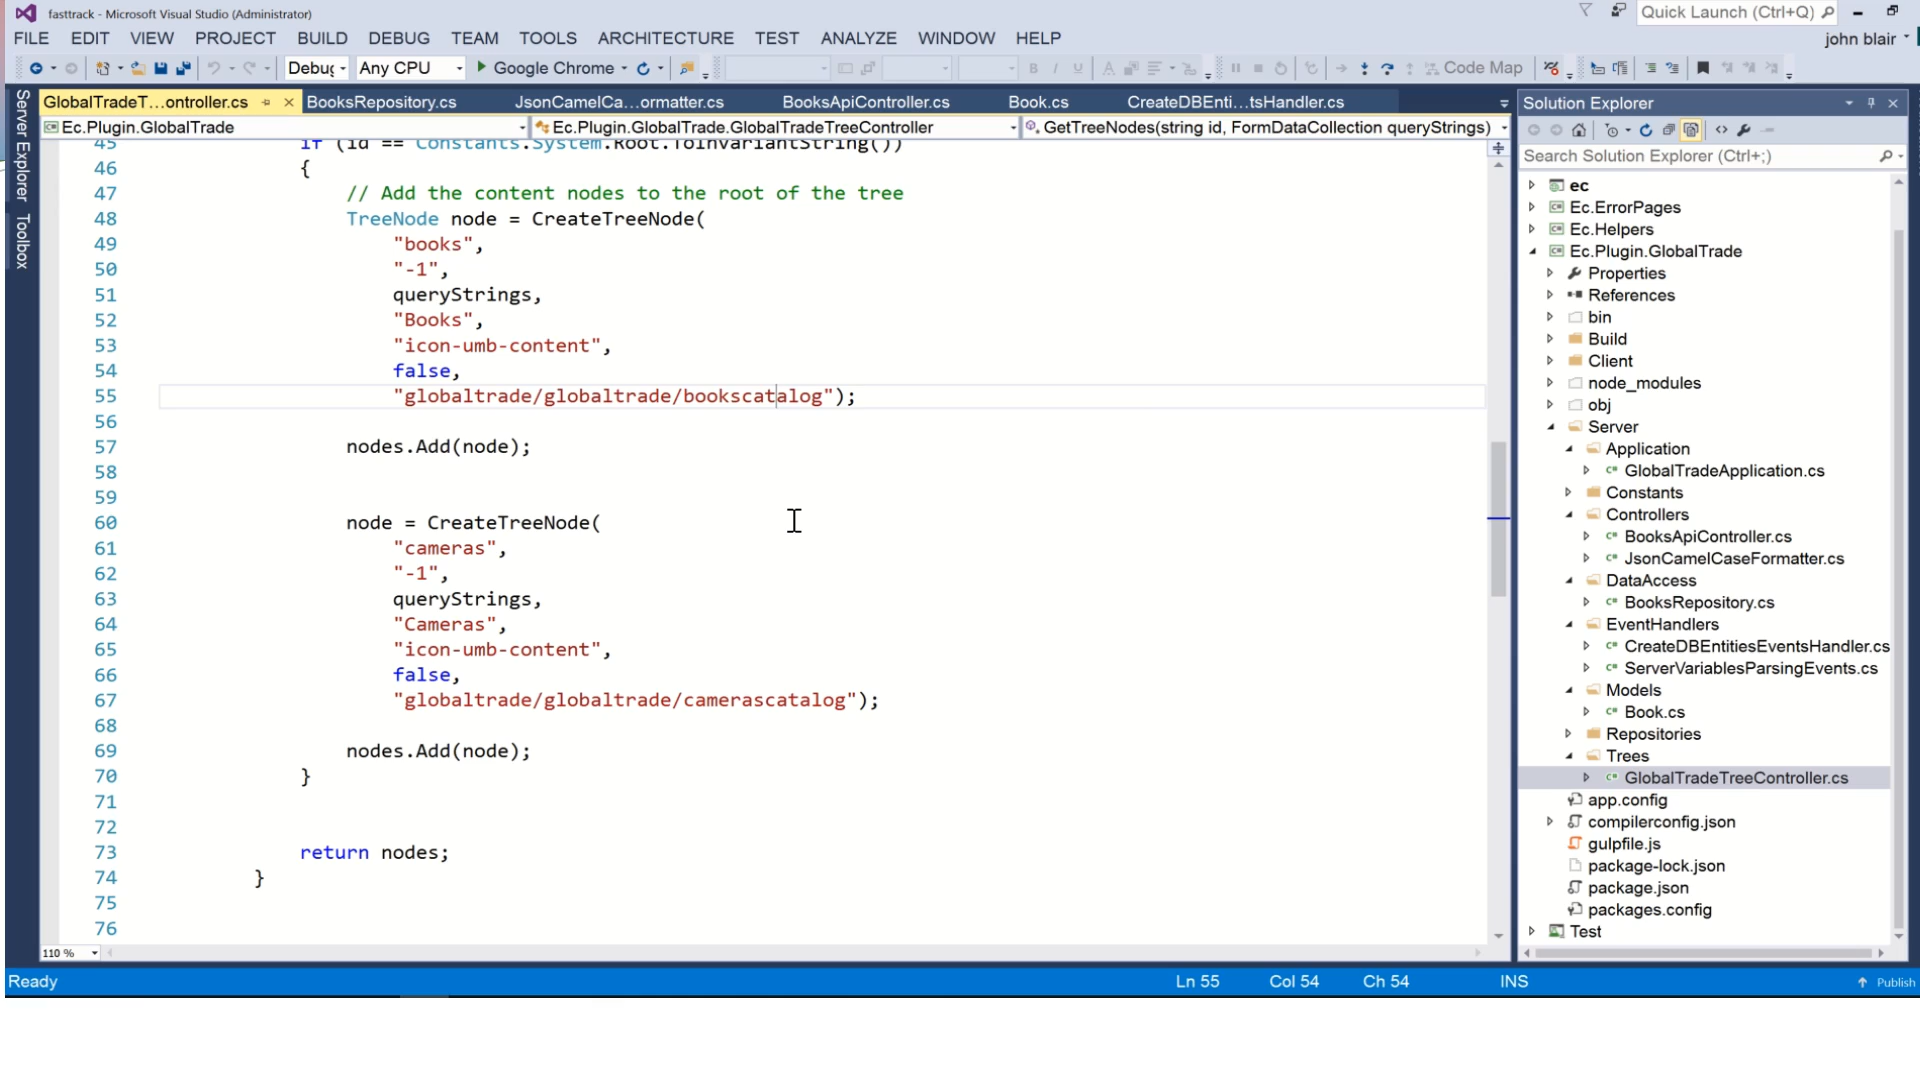 fasttrack - Microsoft Visual Studio (Administrator)
Quick Launch (Ctrl+Q)
FILE EDIT VIEW PROJECT BUILD DEBUG TEAM TOOLS ARCHITECTURE TEST ANALYZE WINDOW HELP
john blair
Debug Any CPU Google Chrome Code Map
Server Explorer
Toolbox
GlobalTradeT...ontroller.cs BooksRepository.cs JsonCamelCa...ormatter.cs BooksApiController.cs Book.cs CreateDBEnti...tsHandler.cs
Ec.Plugin.GlobalTrade Ec.Plugin.GlobalTrade.GlobalTradeTreeController GetTreeNodes(string id, FormDataCollection queryStrings)
45 if (id == Constants.System.Root.ToInvariantString())
46 {
47 // Add the content nodes to the root of the tree
48 TreeNode node = CreateTreeNode(
49 "books",
50 "-1",
51 queryStrings,
52 "Books",
53 "icon-umb-content",
54 false,
55 "globaltrade/globaltrade/bookscatalog");
56
57 nodes.Add(node);
58
59
60 node = CreateTreeNode(
61 "cameras",
62 "-1",
63 queryStrings,
64 "Cameras",
65 "icon-umb-content",
66 false,
67 "globaltrade/globaltrade/camerascatalog");
68
69 nodes.Add(node);
70 }
71
72
73 return nodes;
74 }
75
76
110 %
Solution Explorer
Search Solution Explorer (Ctrl+;)
ec
Ec.ErrorPages
Ec.Helpers
Ec.Plugin.GlobalTrade
Properties
References
bin
Build
Client
node_modules
obj
Server
Application
GlobalTradeApplication.cs
Constants
Controllers
BooksApiController.cs
JsonCamelCaseFormatter.cs
DataAccess
BooksRepository.cs
EventHandlers
CreateDBEntitiesEventsHandler.cs
ServerVariablesParsingEvents.cs
Models
Book.cs
Repositories
Trees
GlobalTradeTreeController.cs
app.config
compilerconfig.json
gulpfile.js
package-lock.json
package.json
packages.config
Test
Ready Ln 55 Col 54 Ch 54 INS Publish